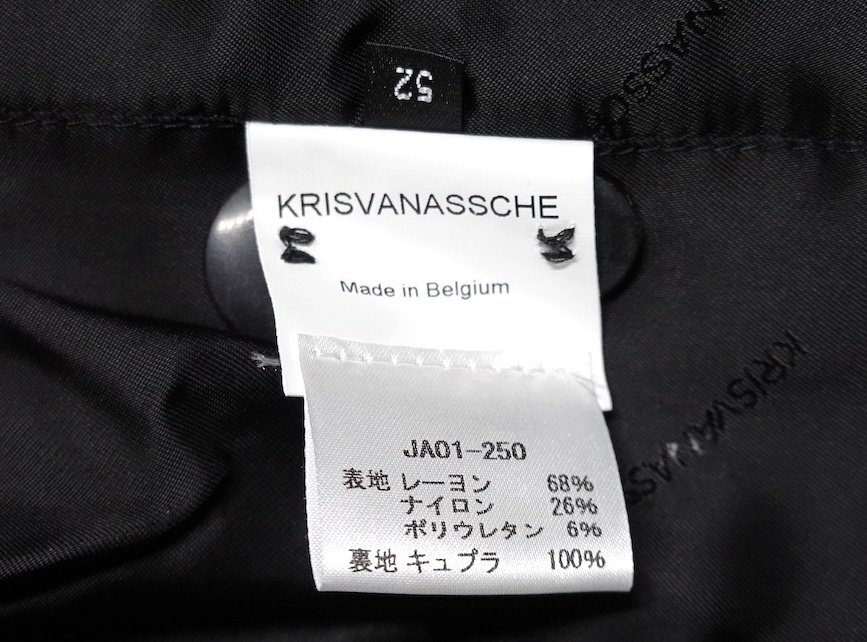 52
KRISVANASSCHE
Made in Belgium
JA01-250
表地 レーヨン 68%
ナイロン 26%
ポリウレタン 6%
裏地 キュプラ 100%